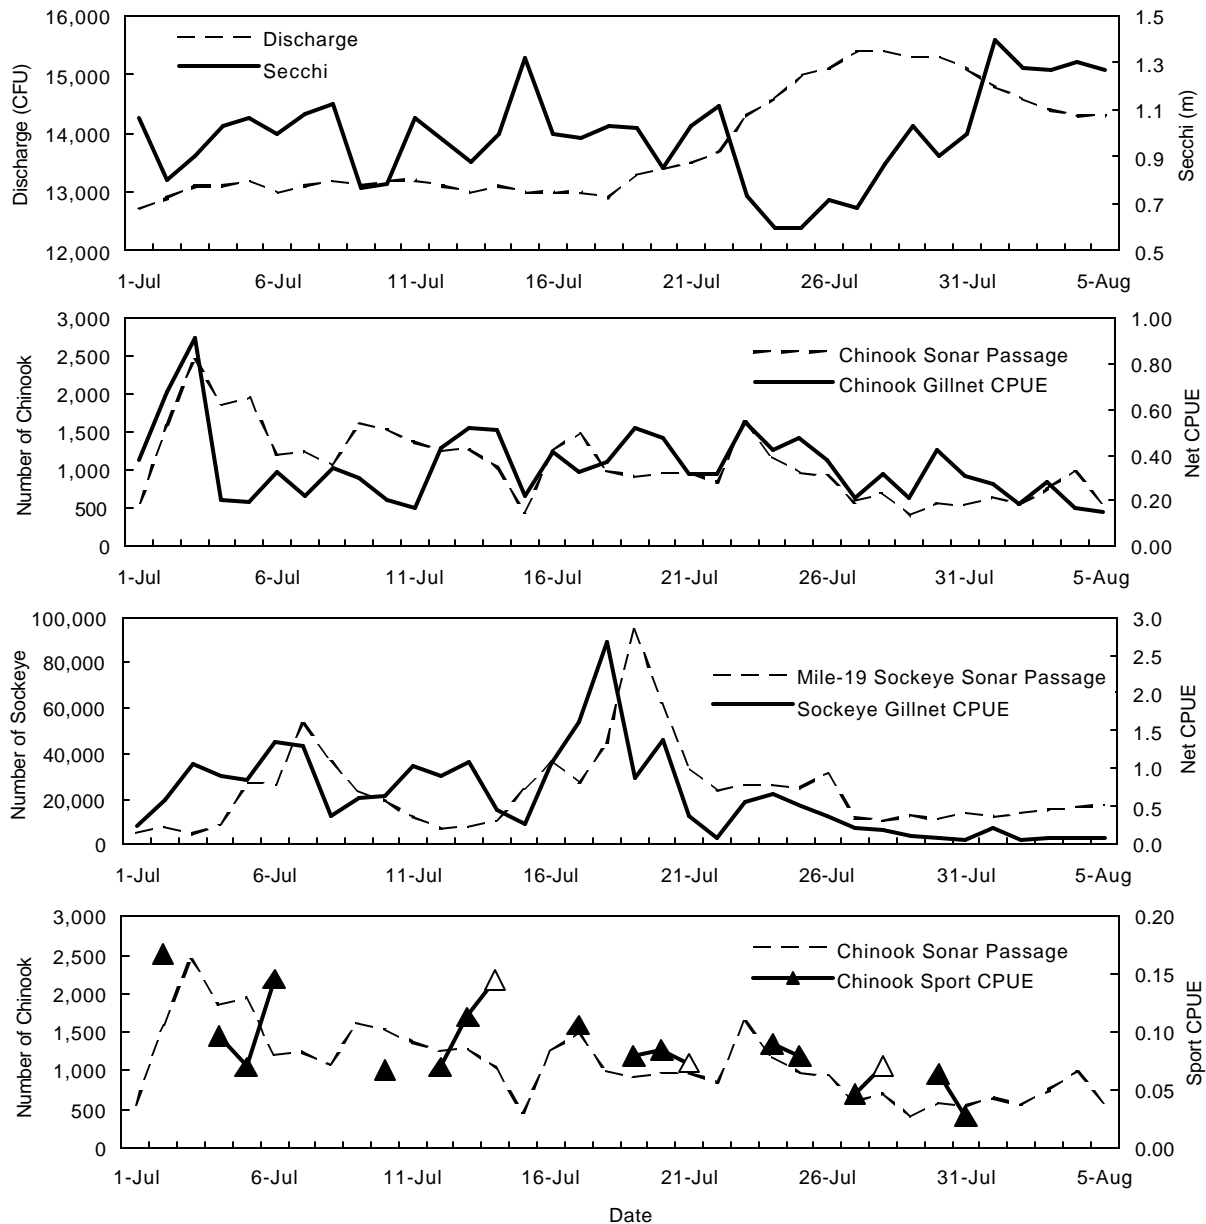 16,000
15,000
14,000
13,000
12,000
Discharge (CFU)
Discharge
Secchi
1.5
1.3
1.1
0.9
0.7
0.5
Secchi (m)
1-Jul 6-Jul 11-Jul 16-Jul 21-Jul 26-Jul 31-Jul 5-Aug
3,000
2,500
2,000
1,500
1,000
500
0
Number of Chinook
Chinook Sonar Passage
Chinook Gillnet CPUE
1.00
0.80
0.60
0.40
0.20
0.00
Net CPUE
1-Jul 6-Jul 11-Jul 16-Jul 21-Jul 26-Jul 31-Jul 5-Aug
100,000
80,000
60,000
40,000
20,000
0
Number of Sockeye
Mile-19 Sockeye Sonar Passage
Sockeye Gillnet CPUE
3.0
2.5
2.0
1.5
1.0
0.5
0.0
Net CPUE
1-Jul 6-Jul 11-Jul 16-Jul 21-Jul 26-Jul 31-Jul 5-Aug
3,000
2,500
2,000
1,500
1,000
500
0
Number of Chinook
Chinook Sonar Passage
Chinook Sport CPUE
0.20
0.15
0.10
0.05
0.00
Sport CPUE
1-Jul 6-Jul 11-Jul 16-Jul 21-Jul 26-Jul 31-Jul 5-Aug
Date